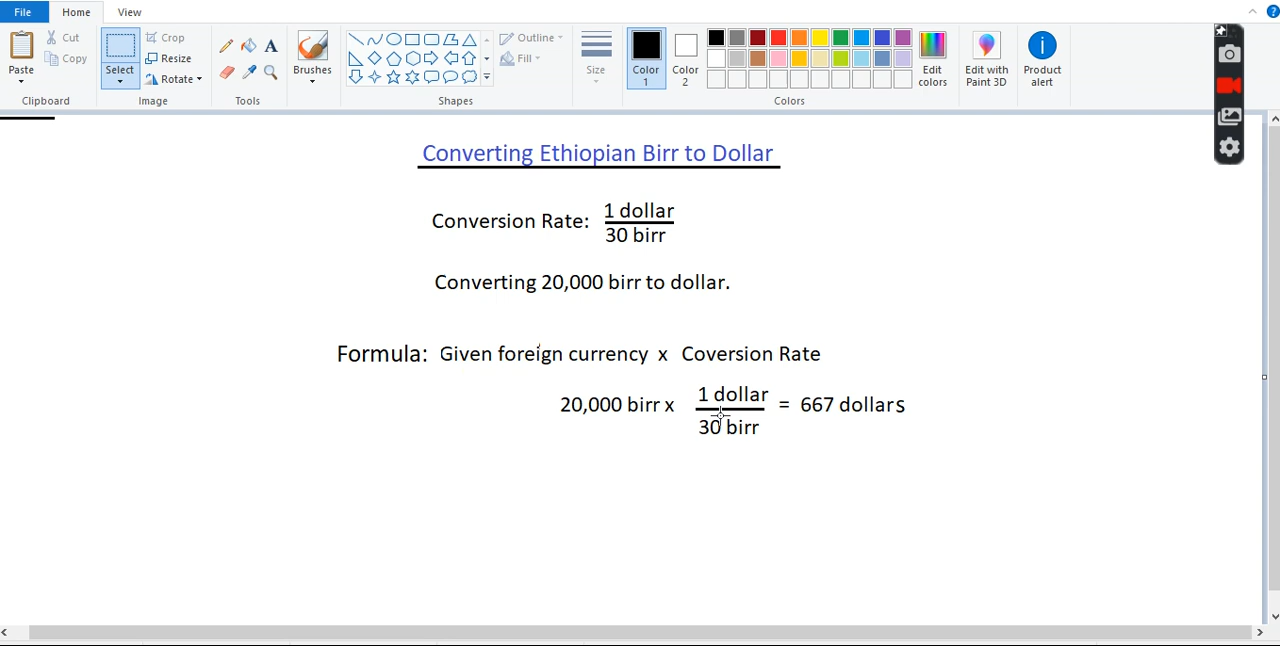 File Home View
Paste Cut Copy Select Crop Resize Rotate A Brushes Outline Fill Size Color 1 Color 2 Edit colors Edit with Paint 3D Product alert
Clipboard Image Tools Shapes Colors
Converting Ethiopian Birr to Dollar
Conversion Rate: 1 dollar
30 birr
Converting 20,000 birr to dollar.
Formula: Given foreign currency x Coversion Rate
20,000 birr x 1 dollar = 667 dollars
30 birr